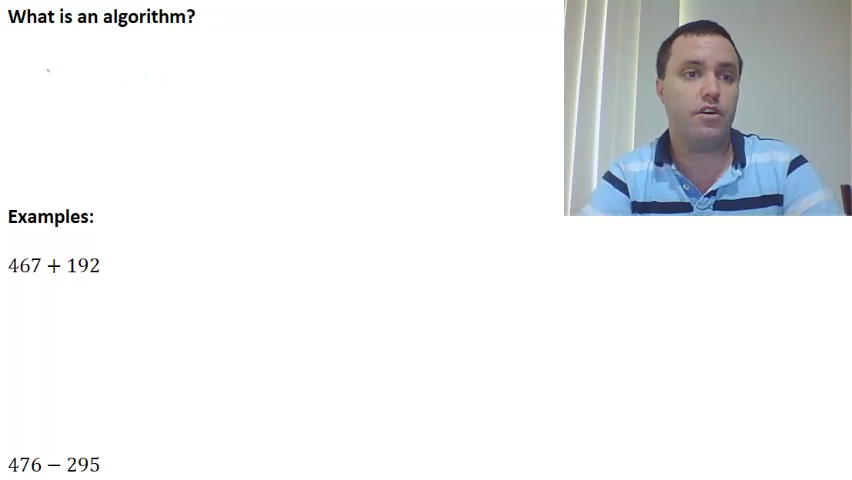 What is an algorithm?
Examples:
467 + 192
476 − 295